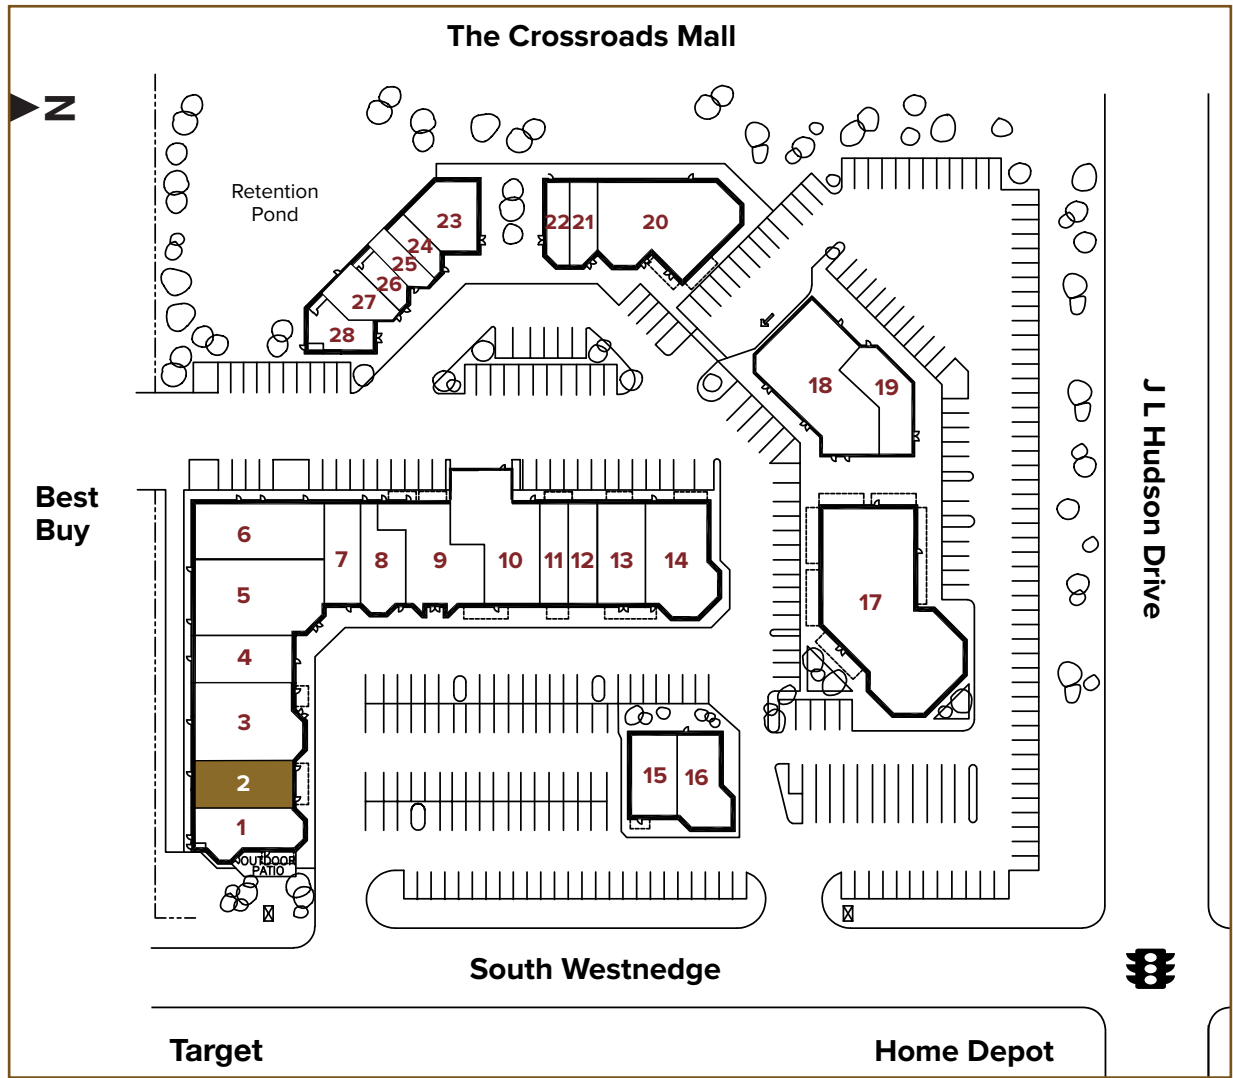 The Crossroads Mall
N
Retention
Pond
23
24
25
26
27
28
22
21
20
18
19
J L Hudson Drive
Best
Buy
6
7
8
9
10
11
12
13
14
5
4
3
2
1
OUTDOOR
PATIO
15
16
17
South Westnedge
Target
Home Depot